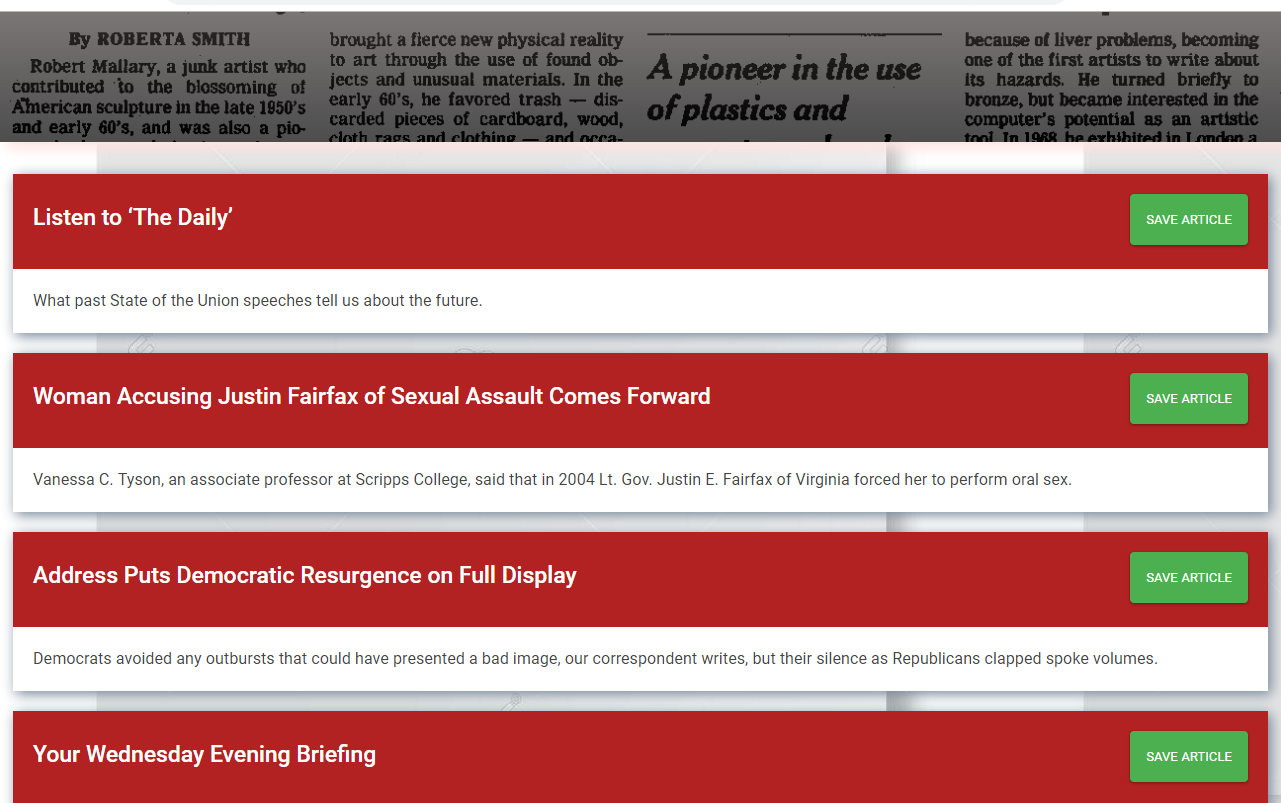 By ROBERTA SMITH
Robert Mallary, a junk artist who
contributed to the blossoming of
American sculpture in the late 1950's
and early 60's, and was also a pio-
brought a fierce new physical reality
to art through the use of found ob-
jects and unusual materials. In the
early 60's, he favored trash — dis-
carded pieces of cardboard, wood,
cloth rags and clothing — and occa-
A pioneer in the use
of plastics and
because of liver problems, becoming
one of the first artists to write about
its hazards. He turned briefly to
bronze, but became interested in the
computer's potential as an artistic
tool. In 1968, he exhibited in London a
Listen to ‘The Daily’
SAVE ARTICLE
What past State of the Union speeches tell us about the future.
Woman Accusing Justin Fairfax of Sexual Assault Comes Forward
SAVE ARTICLE
Vanessa C. Tyson, an associate professor at Scripps College, said that in 2004 Lt. Gov. Justin E. Fairfax of Virginia forced her to perform oral sex.
Address Puts Democratic Resurgence on Full Display
SAVE ARTICLE
Democrats avoided any outbursts that could have presented a bad image, our correspondent writes, but their silence as Republicans clapped spoke volumes.
Your Wednesday Evening Briefing
SAVE ARTICLE